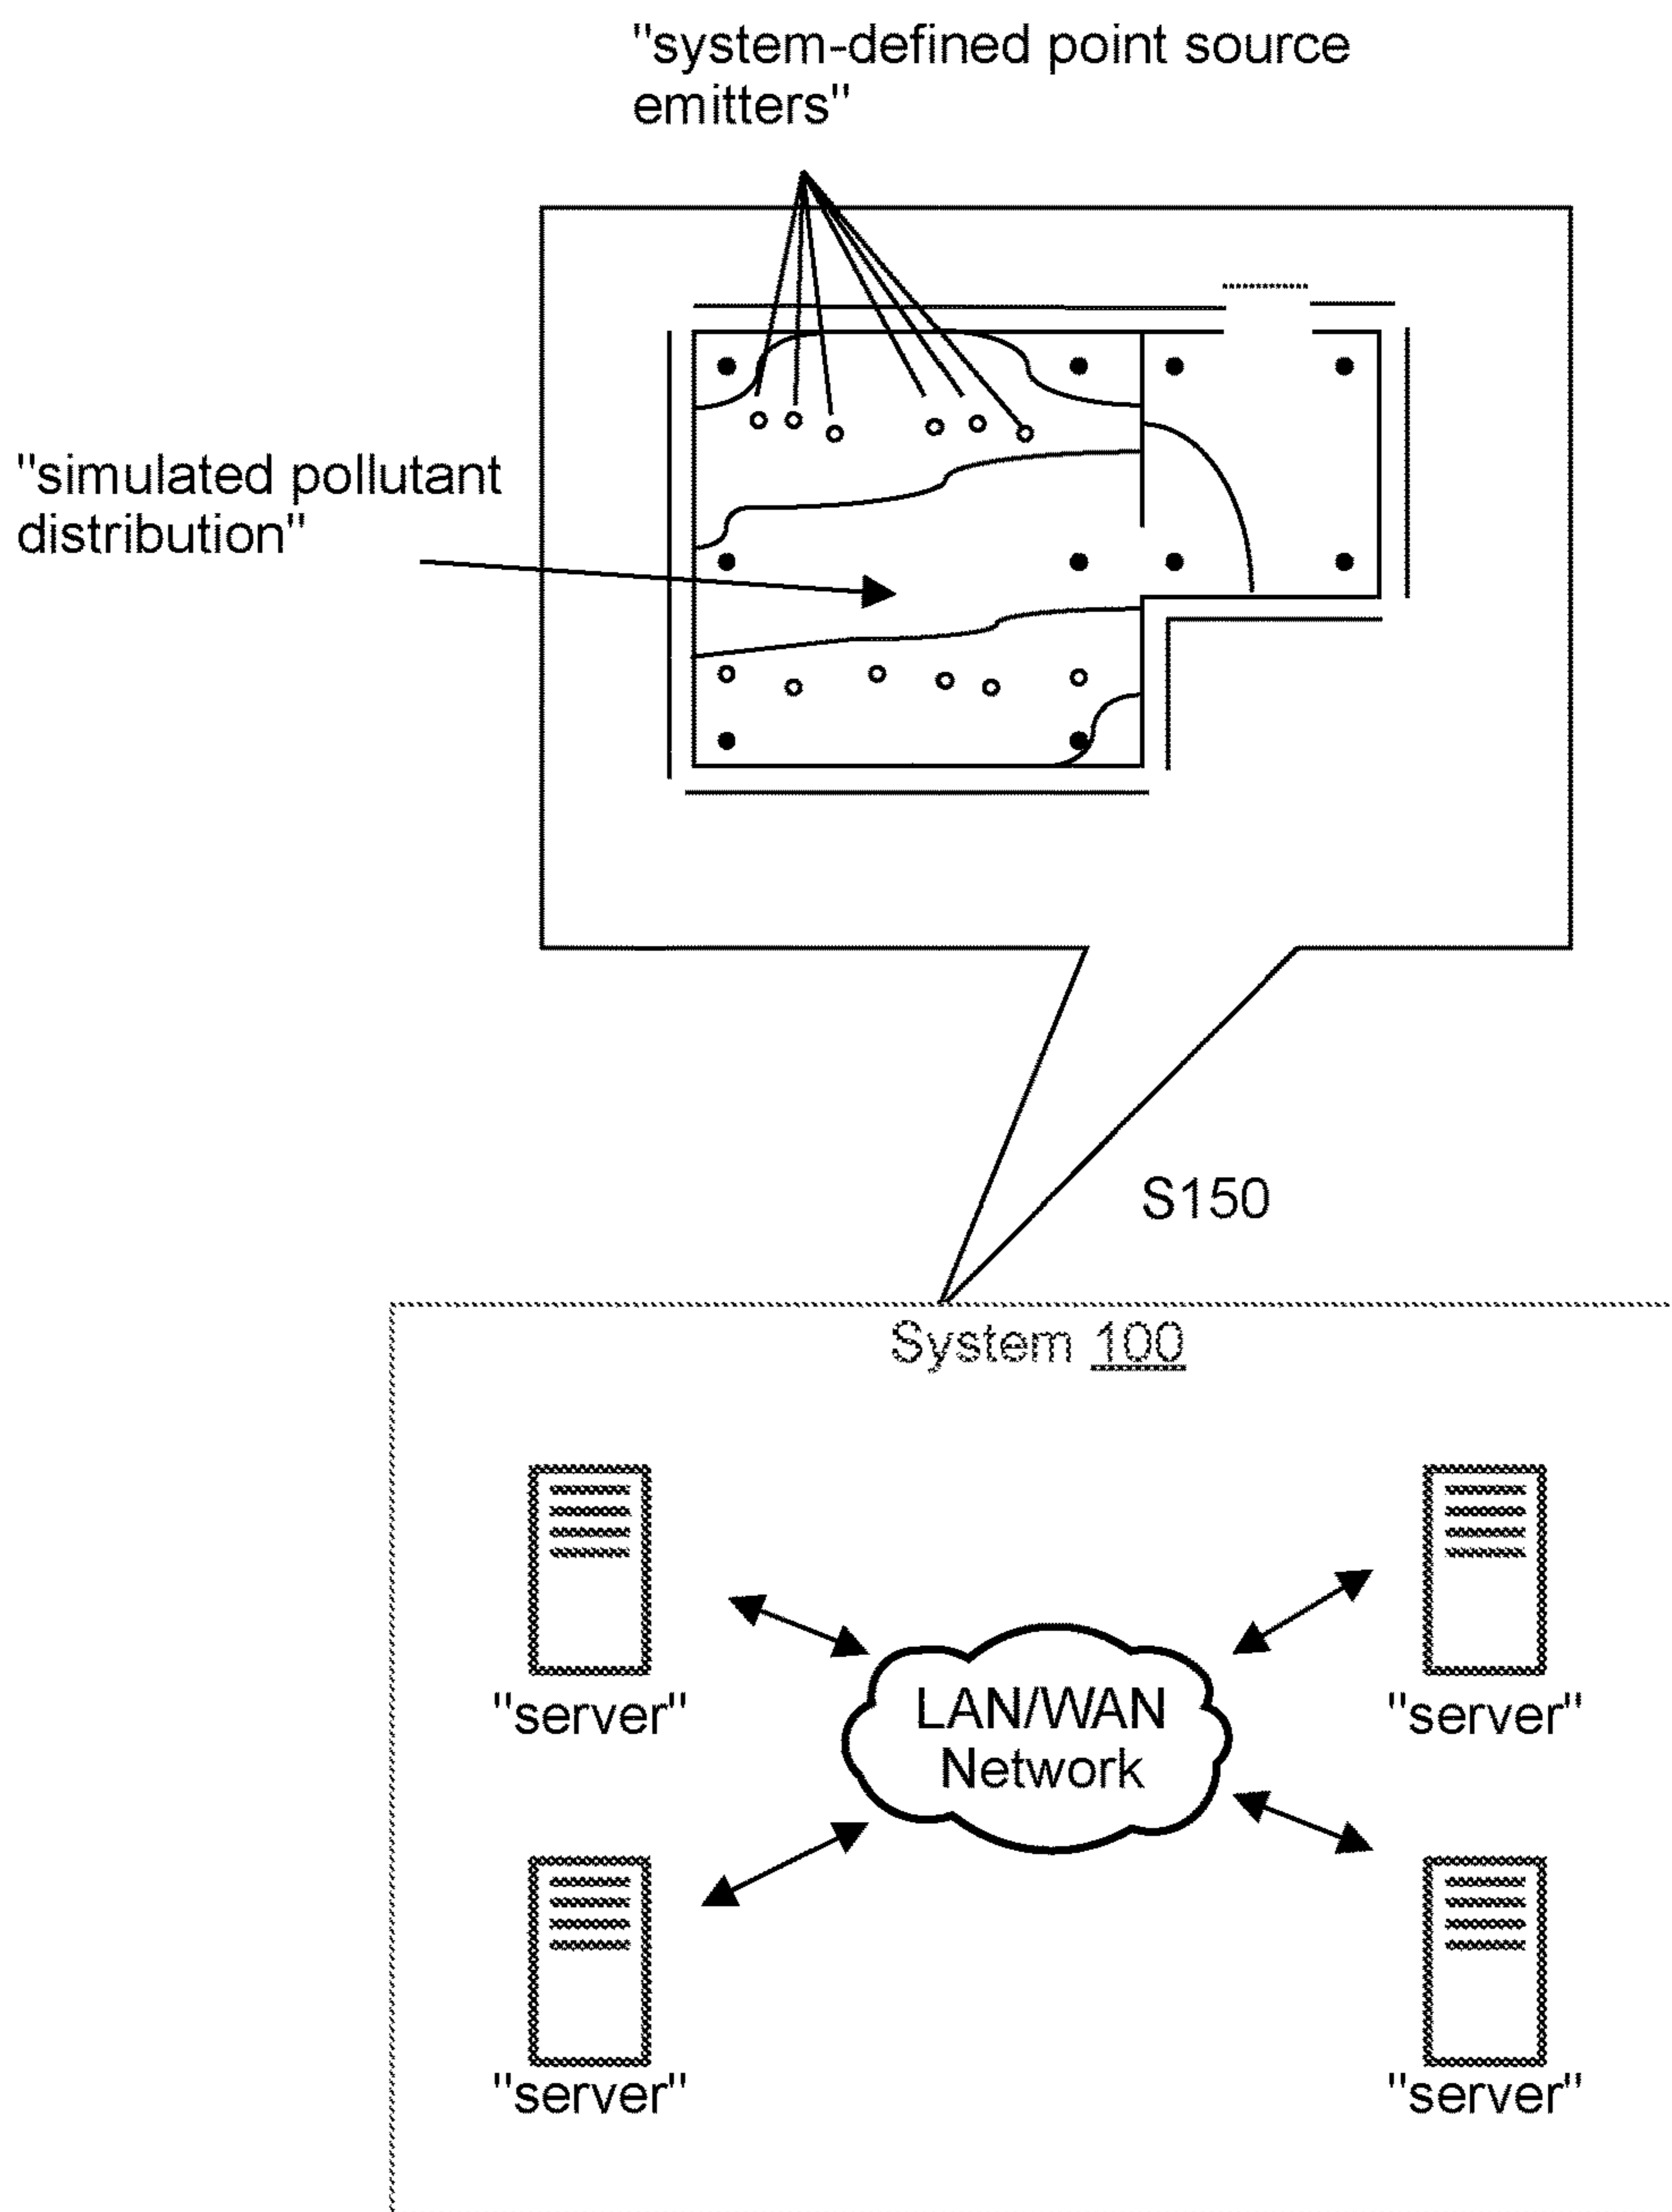 "system-defined point source
emitters"
"simulated pollutant
distribution"
S150
System 100
"server"
"server"
LAN/WAN
Network
"server"
"server"